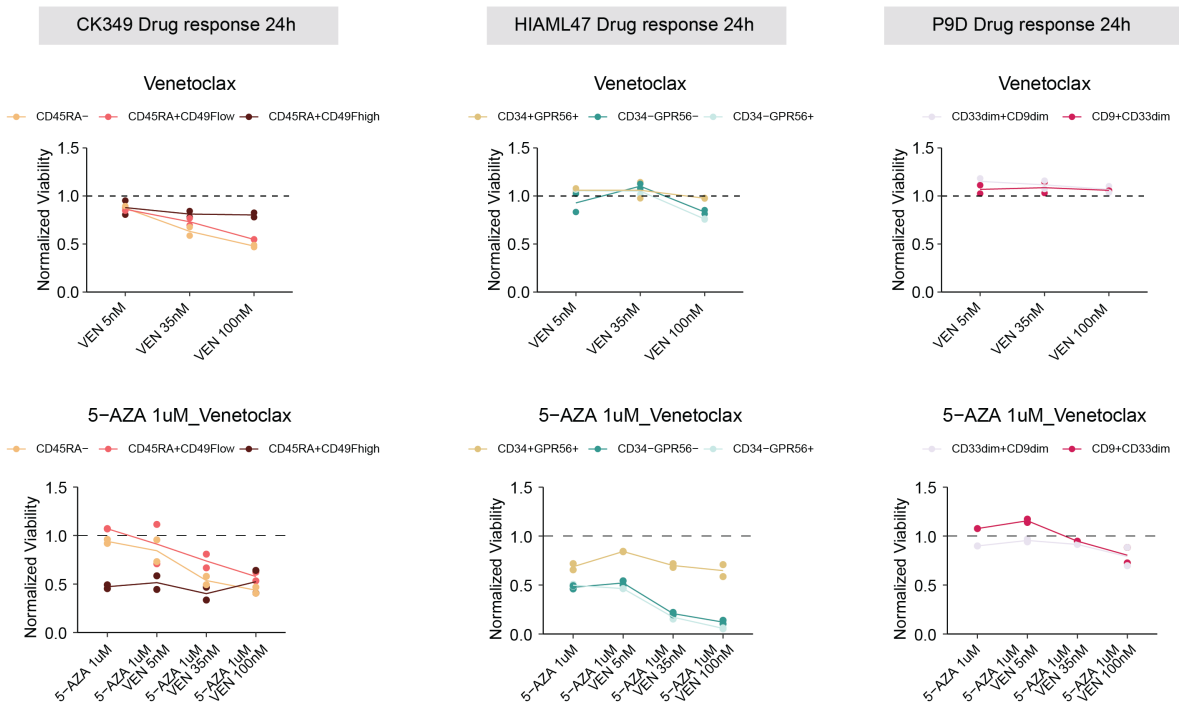 CK349 Drug response 24h
HIAML47 Drug response 24h
P9D Drug response 24h
Venetoclax
CD45RA− CD45RA+CD49Flow CD45RA+CD49Fhigh
Normalized Viability
1.5
1.0
0.5
0.0
VEN 5nM
VEN 35nM
VEN 100nM
Venetoclax
CD34+GPR56+ CD34−GPR56− CD34−GPR56+
Normalized Viability
1.5
1.0
0.5
0.0
VEN 5nM
VEN 35nM
VEN 100nM
Venetoclax
CD33dim+CD9dim CD9+CD33dim
Normalized Viability
1.5
1.0
0.5
0.0
VEN 5nM
VEN 35nM
VEN 100nM
5−AZA 1uM_Venetoclax
CD45RA− CD45RA+CD49Flow CD45RA+CD49Fhigh
Normalized Viability
1.5
1.0
0.5
0.0
5−AZA 1uM
5−AZA 1uM
VEN 5nM
5−AZA 1uM
VEN 35nM
5−AZA 1uM
VEN 100nM
5−AZA 1uM_Venetoclax
CD34+GPR56+ CD34−GPR56− CD34−GPR56+
Normalized Viability
1.5
1.0
0.5
0.0
5−AZA 1uM
5−AZA 1uM
VEN 5nM
5−AZA 1uM
VEN 35nM
5−AZA 1uM
VEN 100nM
5−AZA 1uM_Venetoclax
CD33dim+CD9dim CD9+CD33dim
Normalized Viability
1.5
1.0
0.5
0.0
5−AZA 1uM
5−AZA 1uM
VEN 5nM
5−AZA 1uM
VEN 35nM
5−AZA 1uM
VEN 100nM